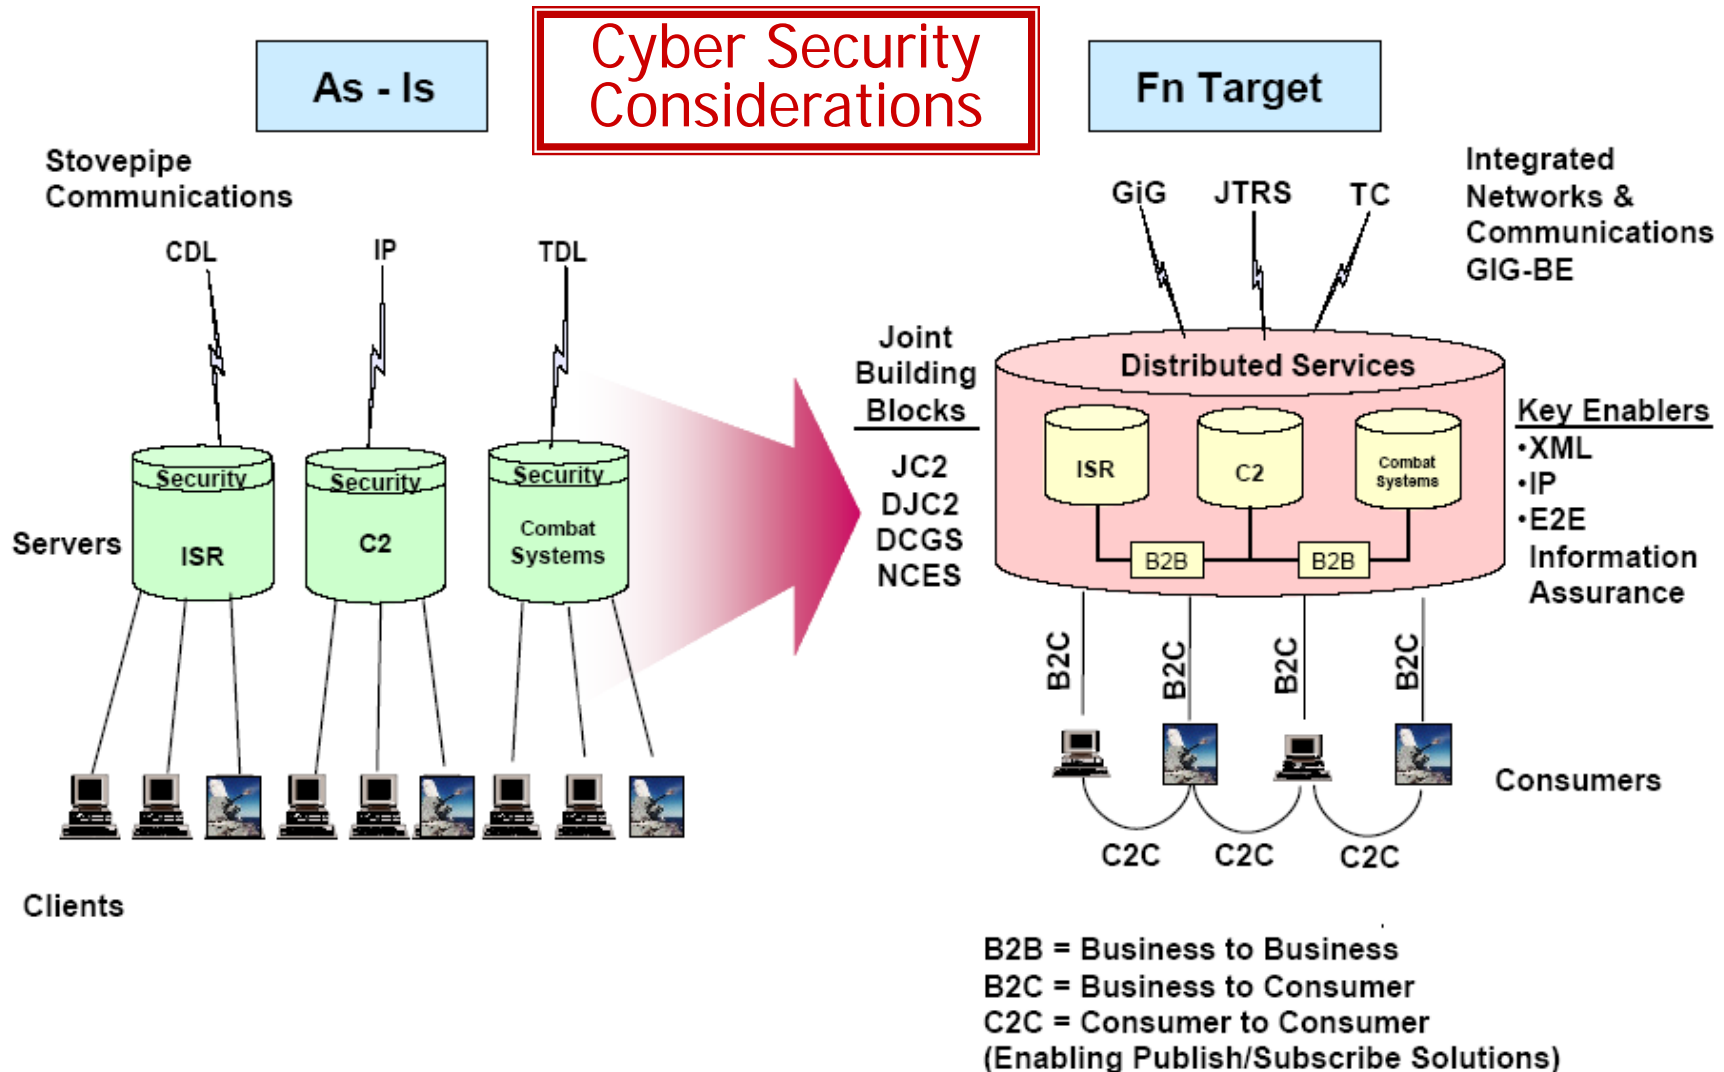 Cyber Security
Considerations
As - Is
Fn Target
Stovepipe
Communications
CDL
IP
TDL
Security
Security
Security
Servers
ISR
C2
Combat
Systems
Clients
GiG
JTRS
TC
Integrated
Networks &
Communications
GIG-BE
Joint
Building
Blocks
JC2
DJC2
DCGS
NCES
Distributed Services
ISR
C2
Combat
Systems
B2B
B2B
Key Enablers
•XML
•IP
•E2E
Information
Assurance
B2C
B2C
B2C
B2C
Consumers
C2C
C2C
C2C
B2B = Business to Business
B2C = Business to Consumer
C2C = Consumer to Consumer
(Enabling Publish/Subscribe Solutions)